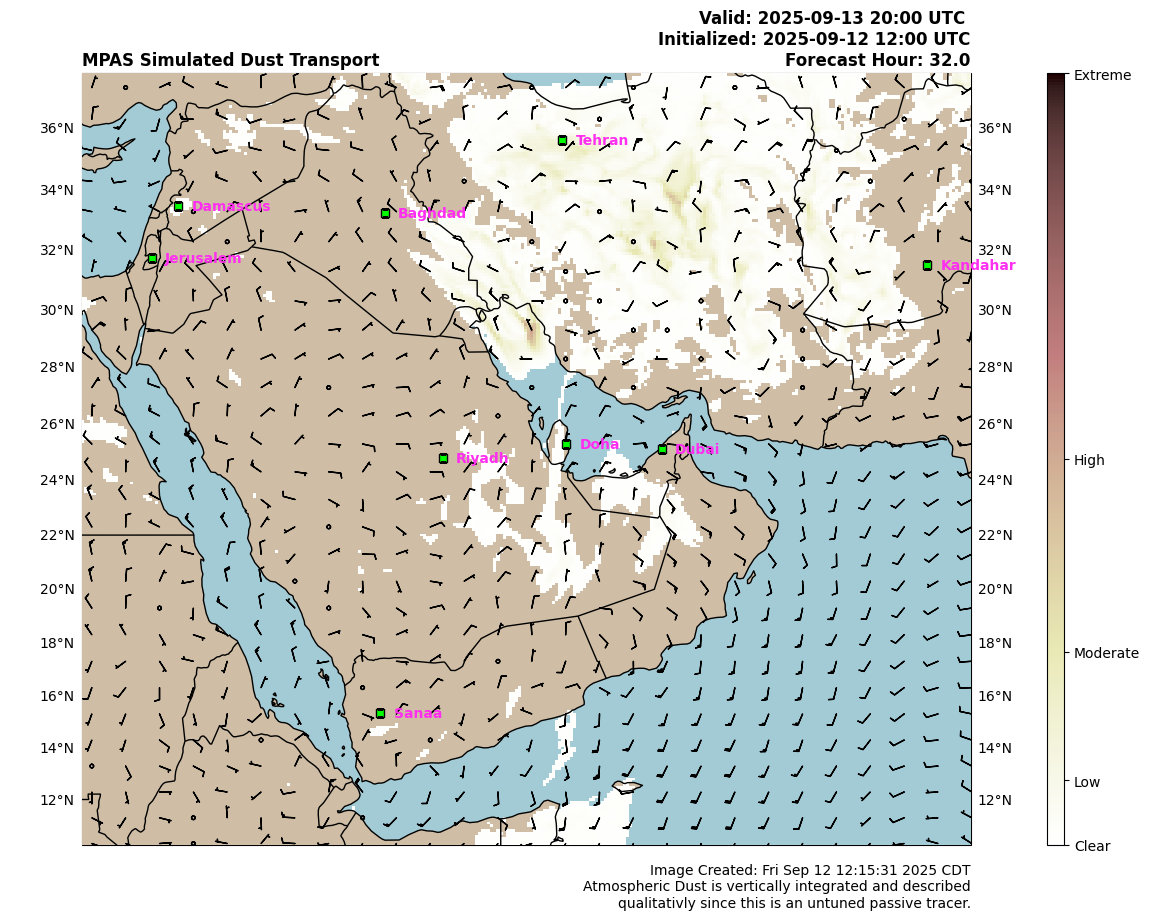 Valid: 2025-09-13 20:00 UTC
Initialized: 2025-09-12 12:00 UTC
MPAS Simulated Dust Transport
Forecast Hour: 32.0
Extreme
36°N
36°N
Tehran
34°N
34°N
Damascus
Baghdad
32°N
32°N
Jerusalem
Kandahar
30°N
30°N
28°N
28°N
26°N
26°N
Doha
Dubai
Riyadh
High
24°N
24°N
22°N
22°N
20°N
20°N
18°N
18°N
Moderate
16°N
16°N
Sanaa
14°N
14°N
Low
12°N
12°N
Clear
Image Created: Fri Sep 12 12:15:31 2025 CDT
Atmospheric Dust is vertically integrated and described
qualitativly since this is an untuned passive tracer.